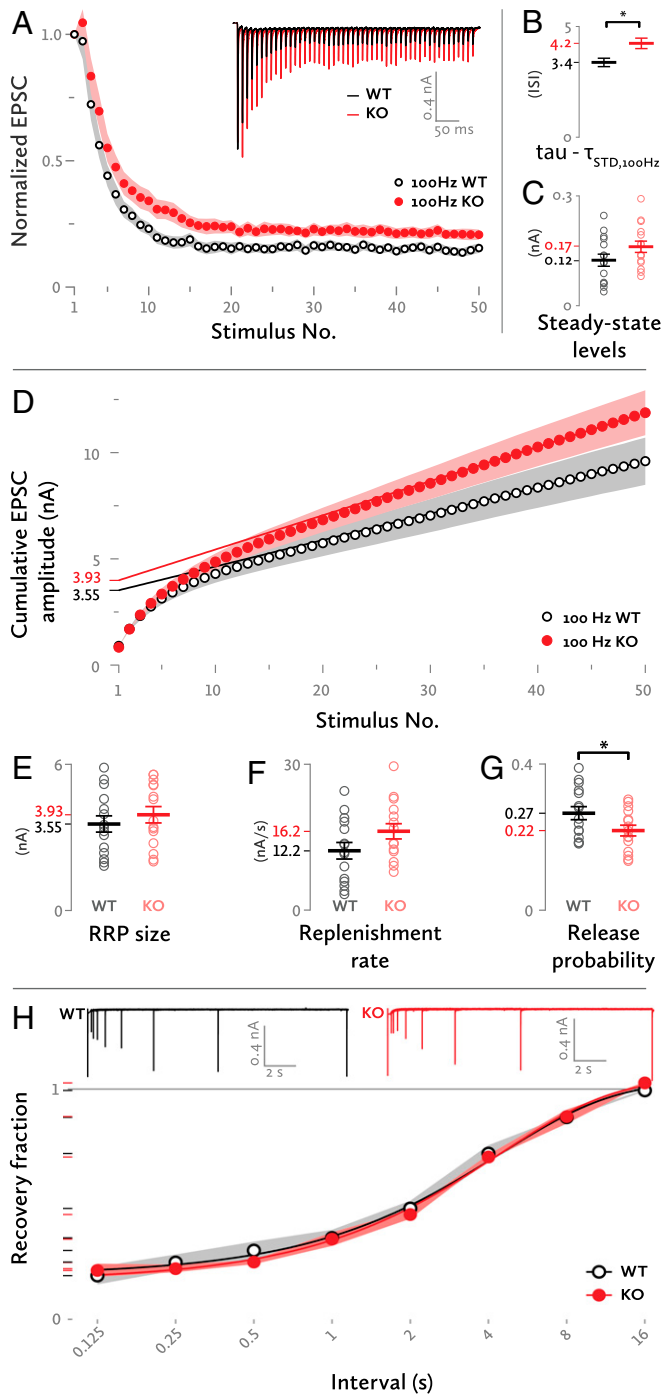 A
1.0
0.5
0
Normalized EPSC
WT
KO
0.4 nA
50 ms
100Hz WT
100Hz KO
1 10 20 30 40 50
Stimulus No.
B
5
4.2
3.4
0
(ISI)
*
tau - τSTD,100Hz
C
0.3
0.17
0.12
0
(nA)
Steady-state
levels
D
10
5
3.93
3.55
0
Cumulative EPSC
amplitude (nA)
100 Hz WT
100 Hz KO
1 10 20 30 40 50
Stimulus No.
E
6
3.93
3.55
0
(nA)
WT KO
RRP size
F
30
16.2
12.2
0
(nA/s)
WT KO
Replenishment
rate
G
0.4
0.27
0.22
0
*
WT KO
Release
probability
H
WT
0.4 nA
2 s
KO
0.4 nA
2 s
1
0
Recovery fraction
WT
KO
0.125 0.25 0.5 1 2 4 8 16
Interval (s)